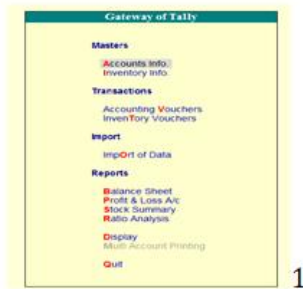 Gateway of Tally
Masters
Accounts Info.
Inventory Info.
Transactions
Accounting Vouchers
InvenTory Vouchers
Import
ImpOrt of Data
Reports
Balance Sheet
Profit & Loss A/c
Stock Summary
Ratio Analysis
Display
Multi Account Printing
Quit
1